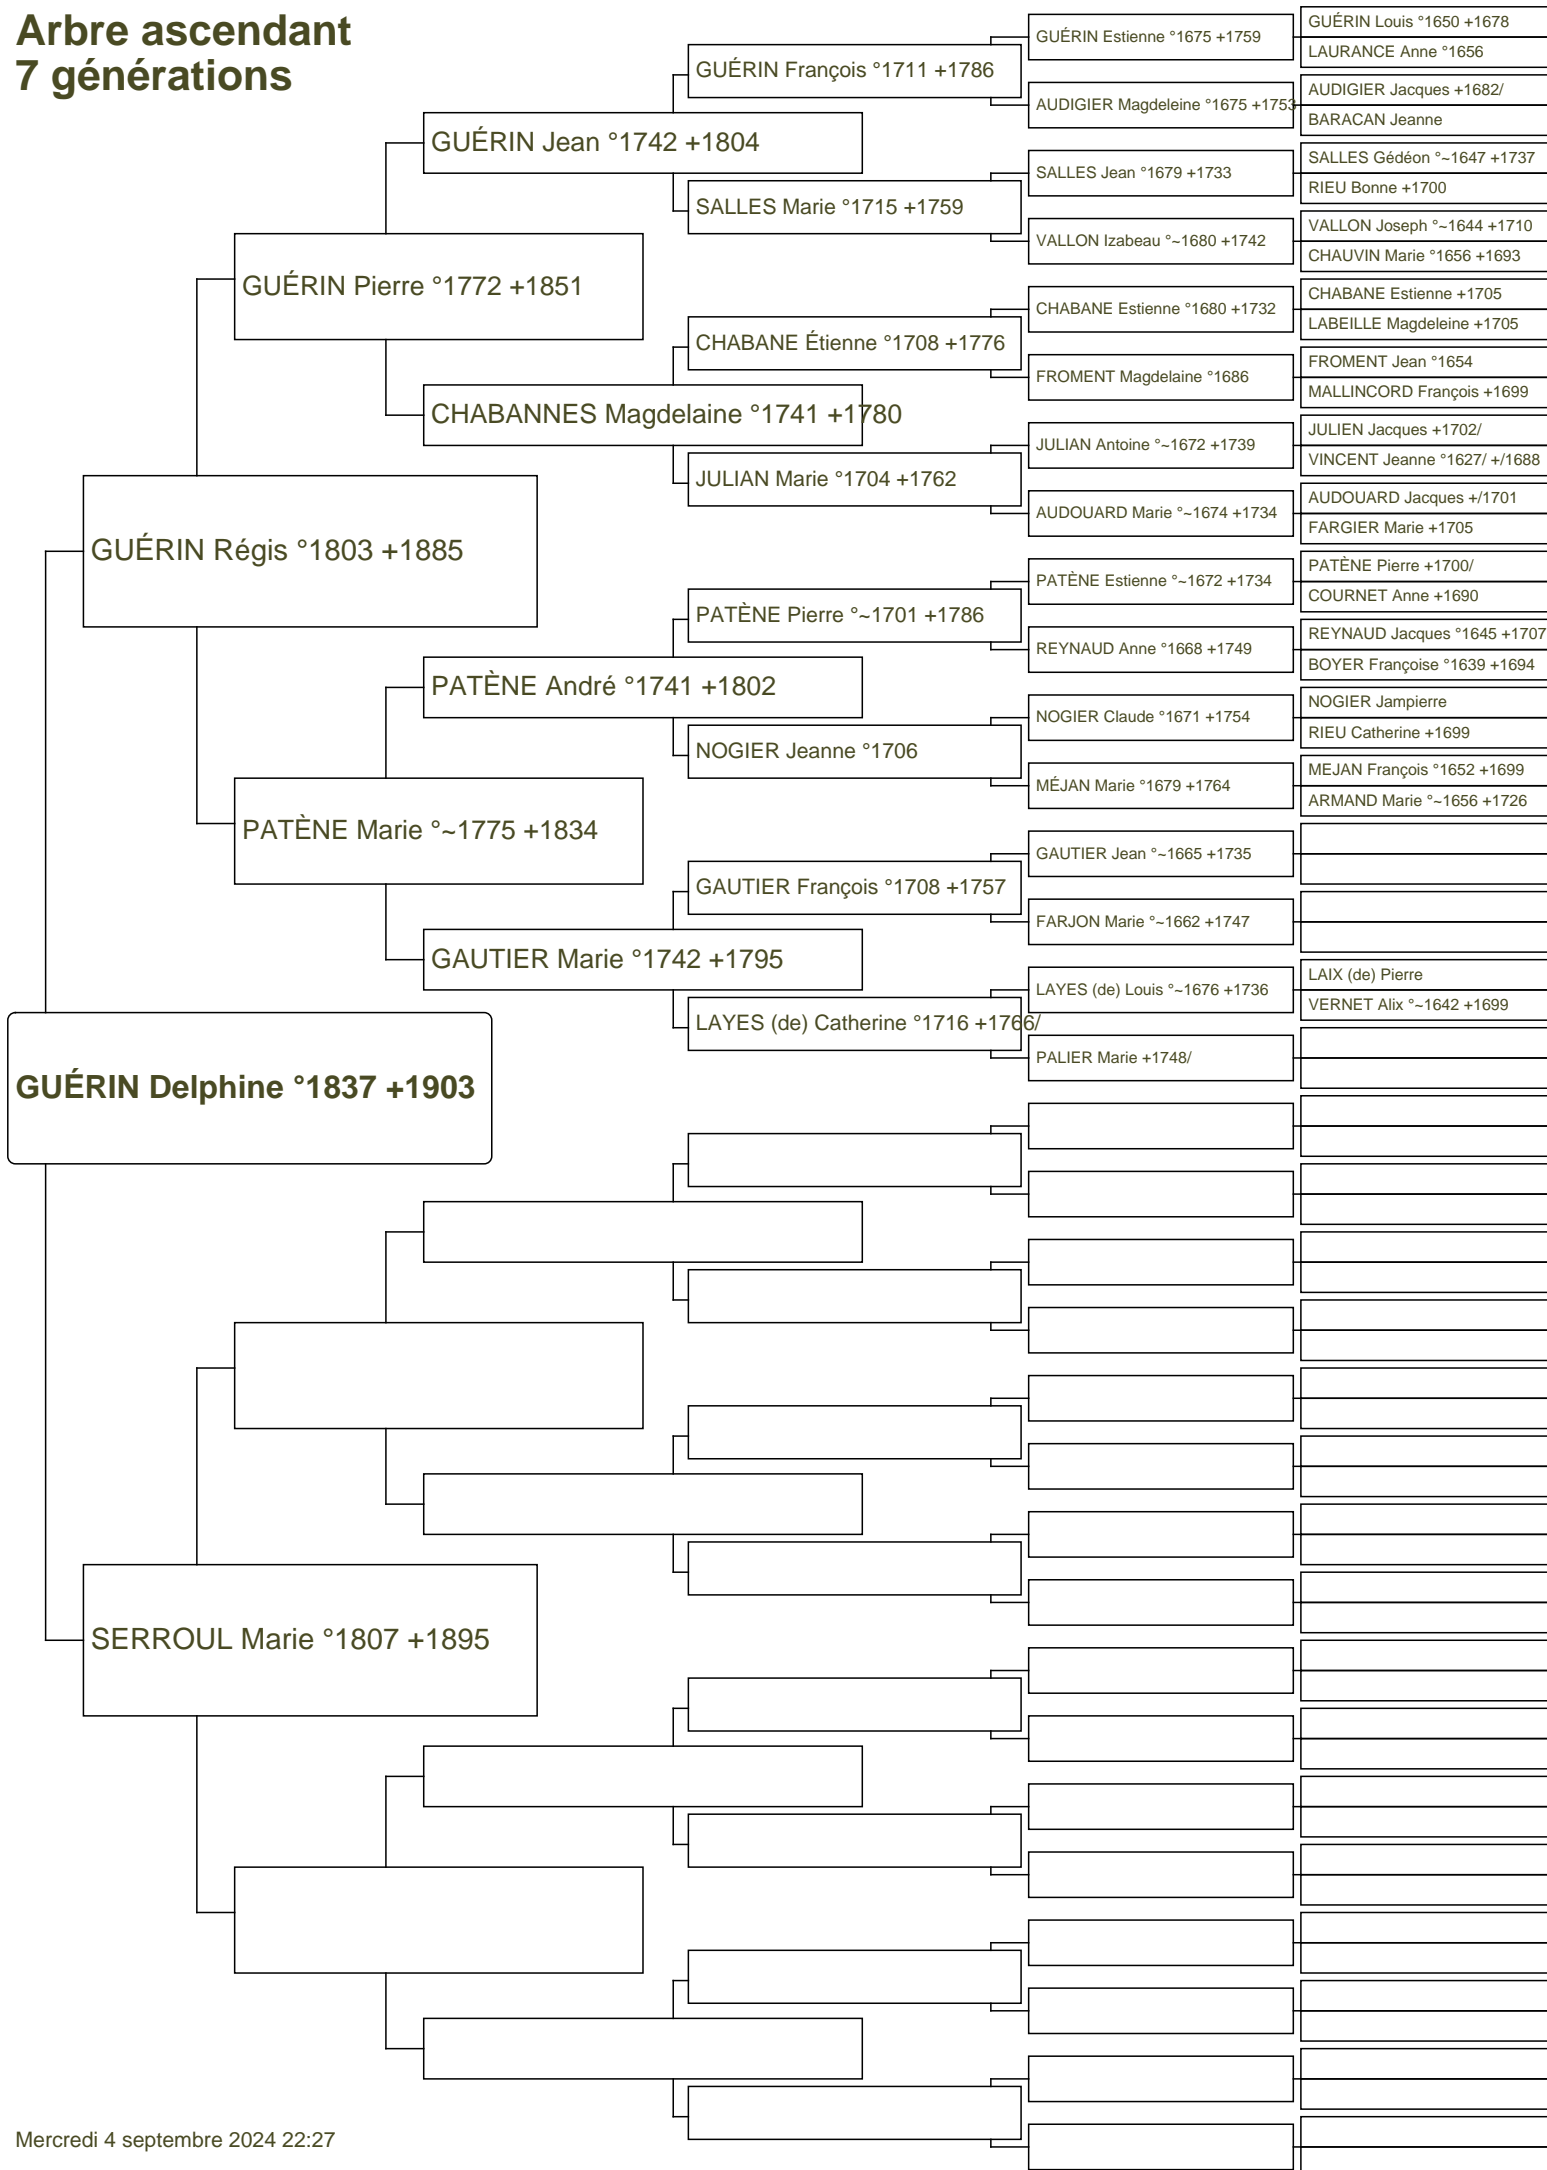 Arbre ascendant
7 générations
GUÉRIN Delphine °1837 +1903
GUÉRIN Régis °1803 +1885
SERROUL Marie °1807 +1895
GUÉRIN Pierre °1772 +1851
PATÈNE Marie °~1775 +1834
GUÉRIN Jean °1742 +1804
CHABANNES Magdelaine °1741 +1780
PATÈNE André °1741 +1802
GAUTIER Marie °1742 +1795
GUÉRIN François °1711 +1786
SALLES Marie °1715 +1759
CHABANE Étienne °1708 +1776
JULIAN Marie °1704 +1762
PATÈNE Pierre °~1701 +1786
NOGIER Jeanne °1706
GAUTIER François °1708 +1757
LAYES (de) Catherine °1716 +1766/
GUÉRIN Estienne °1675 +1759
AUDIGIER Magdeleine °1675 +1753
SALLES Jean °1679 +1733
VALLON Izabeau °~1680 +1742
CHABANE Estienne °1680 +1732
FROMENT Magdelaine °1686
JULIAN Antoine °~1672 +1739
AUDOUARD Marie °~1674 +1734
PATÈNE Estienne °~1672 +1734
REYNAUD Anne °1668 +1749
NOGIER Claude °1671 +1754
MÉJAN Marie °1679 +1764
GAUTIER Jean °~1665 +1735
FARJON Marie °~1662 +1747
LAYES (de) Louis °~1676 +1736
PALIER Marie +1748/
GUÉRIN Louis °1650 +1678
LAURANCE Anne °1656
AUDIGIER Jacques +1682/
BARACAN Jeanne
SALLES Gédéon °~1647 +1737
RIEU Bonne +1700
VALLON Joseph °~1644 +1710
CHAUVIN Marie °1656 +1693
CHABANE Estienne +1705
LABEILLE Magdeleine +1705
FROMENT Jean °1654
MALLINCORD François +1699
JULIEN Jacques +1702/
VINCENT Jeanne °1627/ +/1688
AUDOUARD Jacques +/1701
FARGIER Marie +1705
PATÈNE Pierre +1700/
COURNET Anne +1690
REYNAUD Jacques °1645 +1707
BOYER Françoise °1639 +1694
NOGIER Jampierre
RIEU Catherine +1699
MEJAN François °1652 +1699
ARMAND Marie °~1656 +1726
LAIX (de) Pierre
VERNET Alix °~1642 +1699
Mercredi 4 septembre 2024 22:27